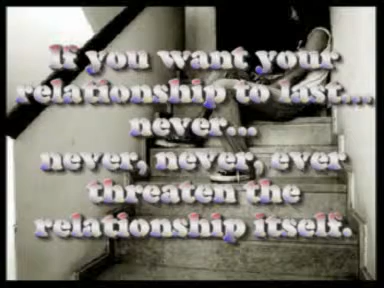 If you want your
relationship to last...
never...
never, never, ever
threaten the
relationship itself.